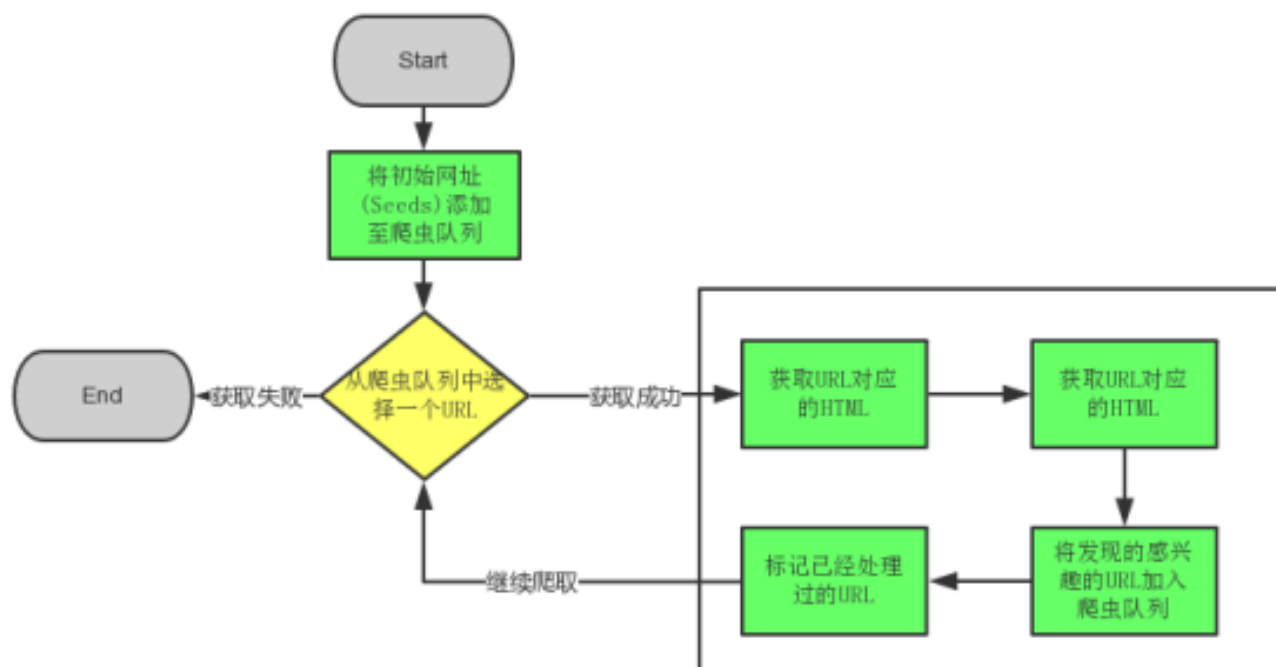 Start
将初始网址
(Seeds)添加
至爬虫队列
End
获取失败
从爬虫队列中选
择一个URL
获取成功
获取URL对应
的HTML
获取URL对应
的HTML
继续爬取
标记已经处理
过的URL
将发现的感兴
趣的URL加入
爬虫队列